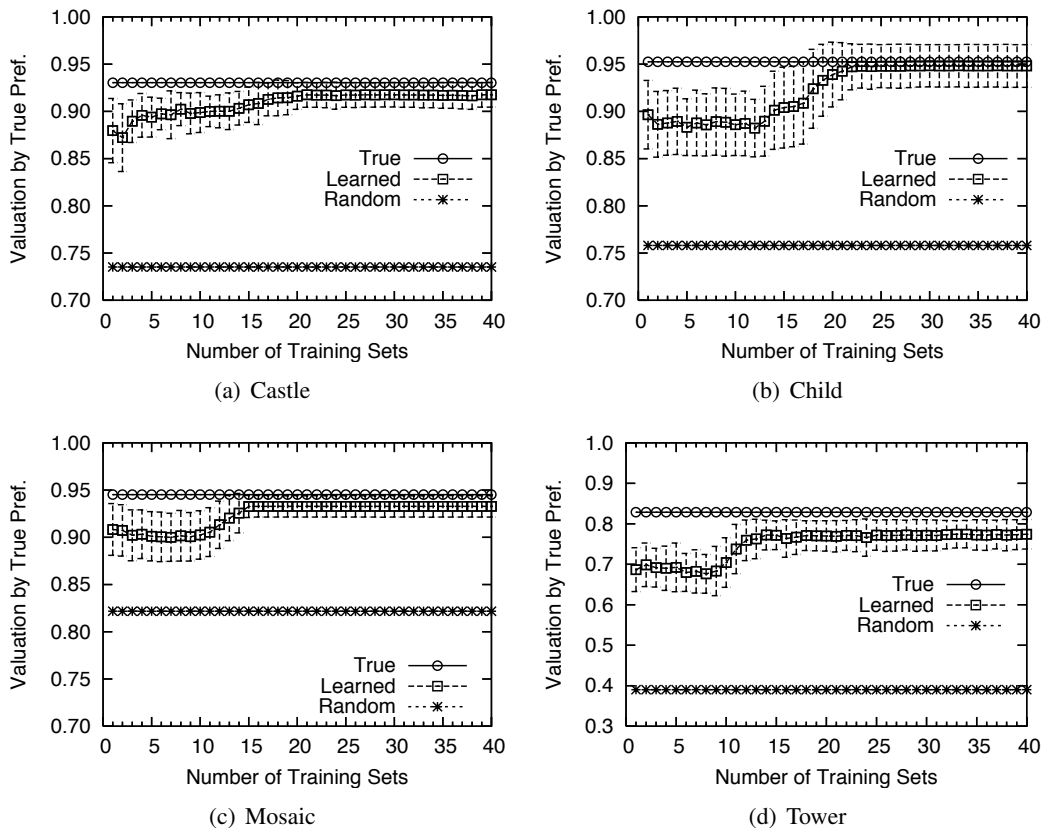 1.00
0.95
0.90
0.85
0.80
0.75
0.70
Valuation by True Pref.
True
Learned
Random
0 5 10 15 20 25 30 35 40
Number of Training Sets
(a) Castle
1.00
0.95
0.90
0.85
0.80
0.75
0.70
Valuation by True Pref.
True
Learned
Random
0 5 10 15 20 25 30 35 40
Number of Training Sets
(b) Child
1.00
0.95
0.90
0.85
0.80
0.75
0.70
Valuation by True Pref.
True
Learned
Random
0 5 10 15 20 25 30 35 40
Number of Training Sets
(c) Mosaic
1.0
0.9
0.8
0.7
0.6
0.5
0.4
0.3
Valuation by True Pref.
True
Learned
Random
0 5 10 15 20 25 30 35 40
Number of Training Sets
(d) Tower